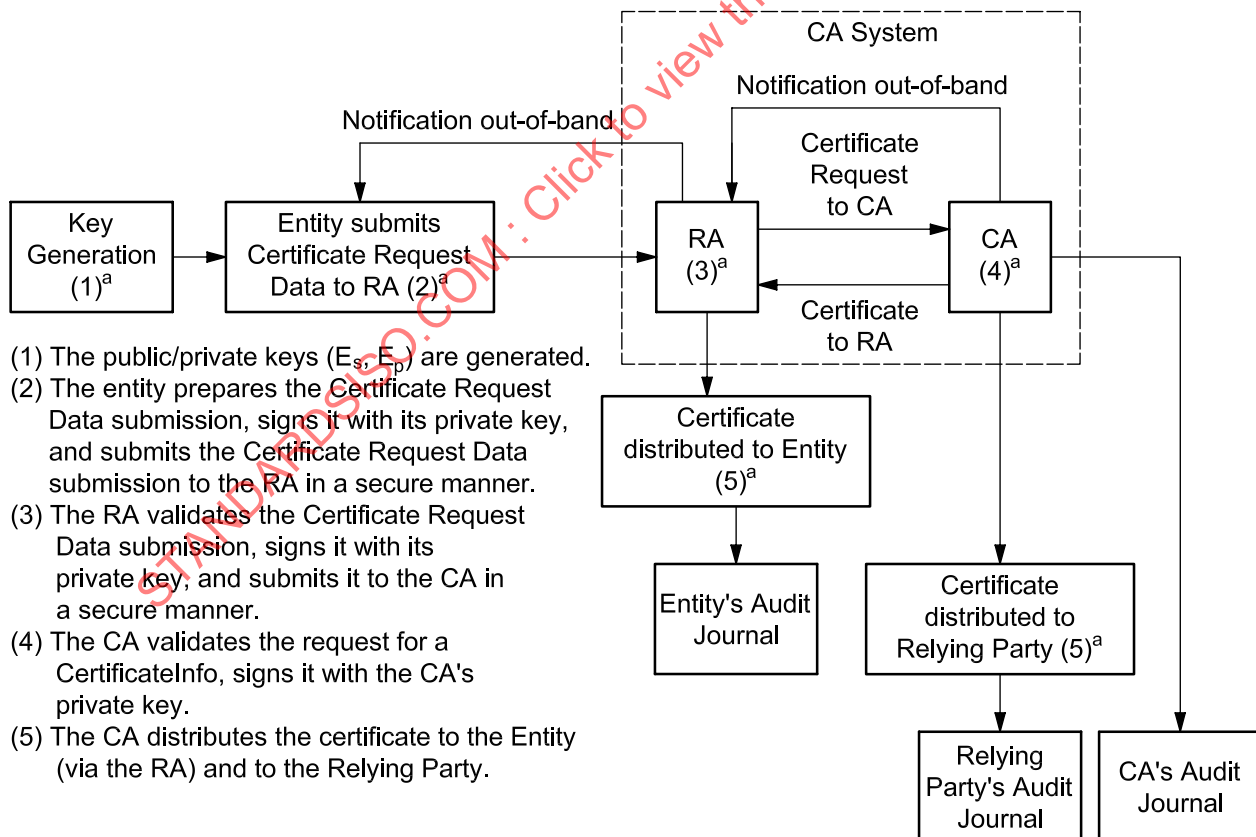 CA System
Notification out-of-band
Notification out-of-band
Certificate
Request
to CA
Key
Generation
(1)ᵃ
Entity submits
Certificate Request
Data to RA (2)ᵃ
RA
(3)ᵃ
CA
(4)ᵃ
Certificate
to RA
(1) The public/private keys (Eₛ, Eₚ) are generated.
(2) The entity prepares the Certificate Request
Data submission, signs it with its private key,
and submits the Certificate Request Data
submission to the RA in a secure manner.
(3) The RA validates the Certificate Request
Data submission, signs it with its
private key, and submits it to the CA in
a secure manner.
(4) The CA validates the request for a
CertificateInfo, signs it with the CA's
private key.
(5) The CA distributes the certificate to the Entity
(via the RA) and to the Relying Party.
Certificate
distributed to Entity
(5)ᵃ
Entity's Audit
Journal
Certificate
distributed to
Relying Party (5)ᵃ
Relying
Party's Audit
Journal
CA's Audit
Journal
STANDARDSISO.COM : Click to view th